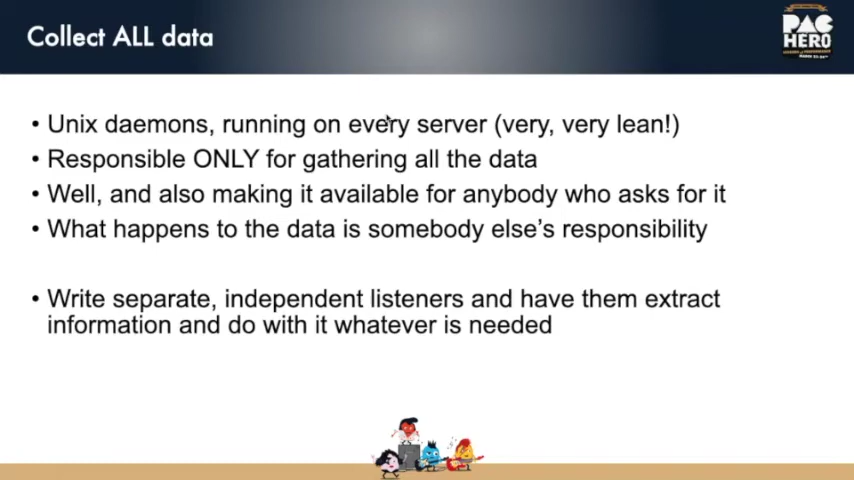 Collect ALL data
PAC
HERO
• Unix daemons, running on every server (very, very lean!)
• Responsible ONLY for gathering all the data
• Well, and also making it available for anybody who asks for it
• What happens to the data is somebody else’s responsibility
• Write separate, independent listeners and have them extract
information and do with it whatever is needed